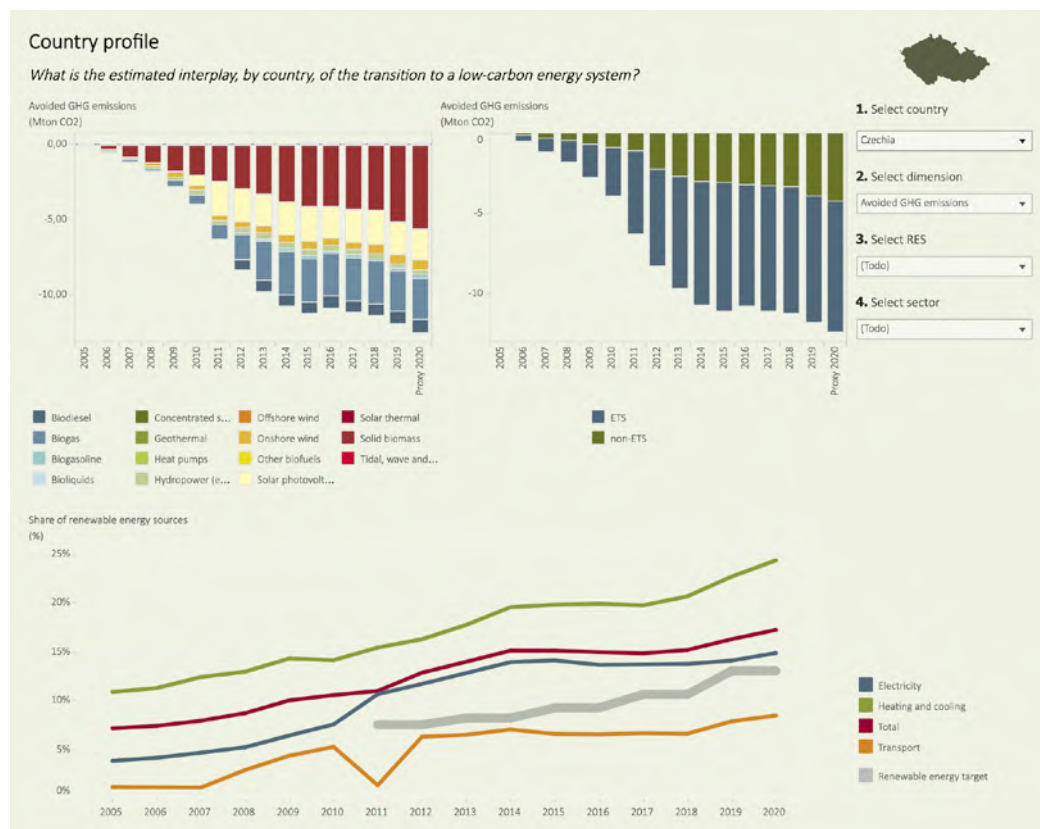 Country profile
What is the estimated interplay, by country, of the transition to a low-carbon energy system?
Avoided GHG emissions
(Mton CO2)
0,00
-5,00
-10,00
2005
2006
2007
2008
2009
2010
2011
2012
2013
2014
2015
2016
2017
2018
2019
Proxy 2020
Avoided GHG emissions
(Mton CO2)
0
-5
-10
2005
2006
2007
2008
2009
2010
2011
2012
2013
2014
2015
2016
2017
2018
2019
Proxy 2020
1. Select country
Czechia
2. Select dimension
Avoided GHG emissions
3. Select RES
(Todo)
4. Select sector
(Todo)
Biodiesel
Biogas
Biogasoline
Bioliquids
Concentrated s...
Geothermal
Heat pumps
Hydropower (e...
Offshore wind
Onshore wind
Other biofuels
Solar photovolt...
Solar thermal
Solid biomass
Tidal, wave and...
ETS
non-ETS
Share of renewable energy sources
(%)
25%
20%
15%
10%
5%
0%
2005 2006 2007 2008 2009 2010 2011 2012 2013 2014 2015 2016 2017 2018 2019 2020
Electricity
Heating and cooling
Total
Transport
Renewable energy target